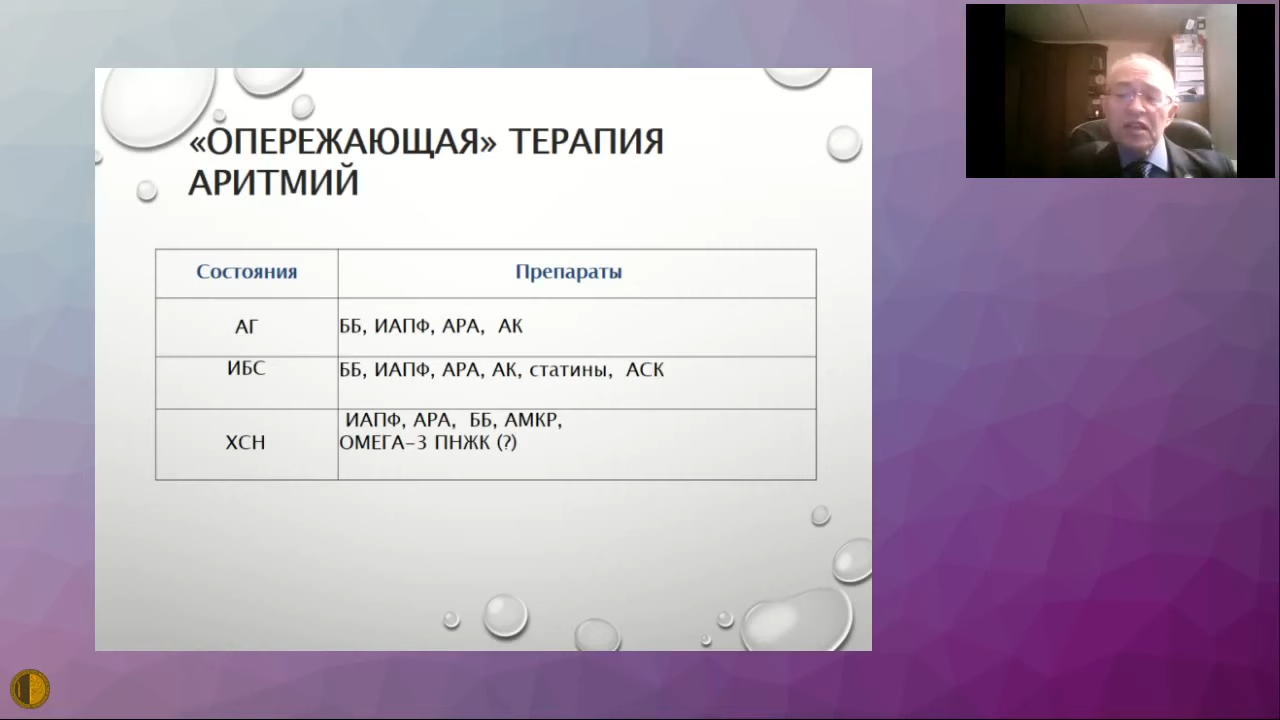 «ОПЕРЕЖАЮЩАЯ» ТЕРАПИЯ
АРИТМИЙ
Состояния Препараты
АГ ББ, ИАПФ, АРА, АК
ИБС ББ, ИАПФ, АРА, АК, статины, АСК
ХСН ИАПФ, АРА, ББ, АМКР,
ОМЕГА-3 ПНЖК (?)